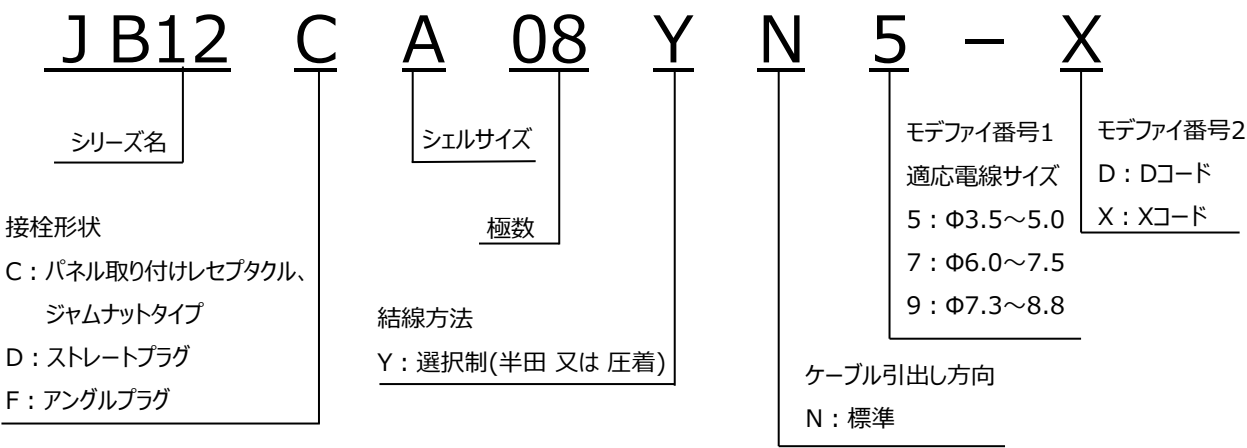 JB12 C A 08 Y N 5 － X
シリーズ名
シェルサイズ
モデファイ番号1
適応電線サイズ
5：Φ3.5～5.0
7：Φ6.0～7.5
9：Φ7.3～8.8
モデファイ番号2
D：Dコード
X：Xコード
接栓形状
C：パネル取り付けレセプタクル、
ジャムナットタイプ
D：ストレートプラグ
F：アングルプラグ
極数
結線方法
Y：選択制(半田 又は 圧着)
ケーブル引出し方向
N：標準